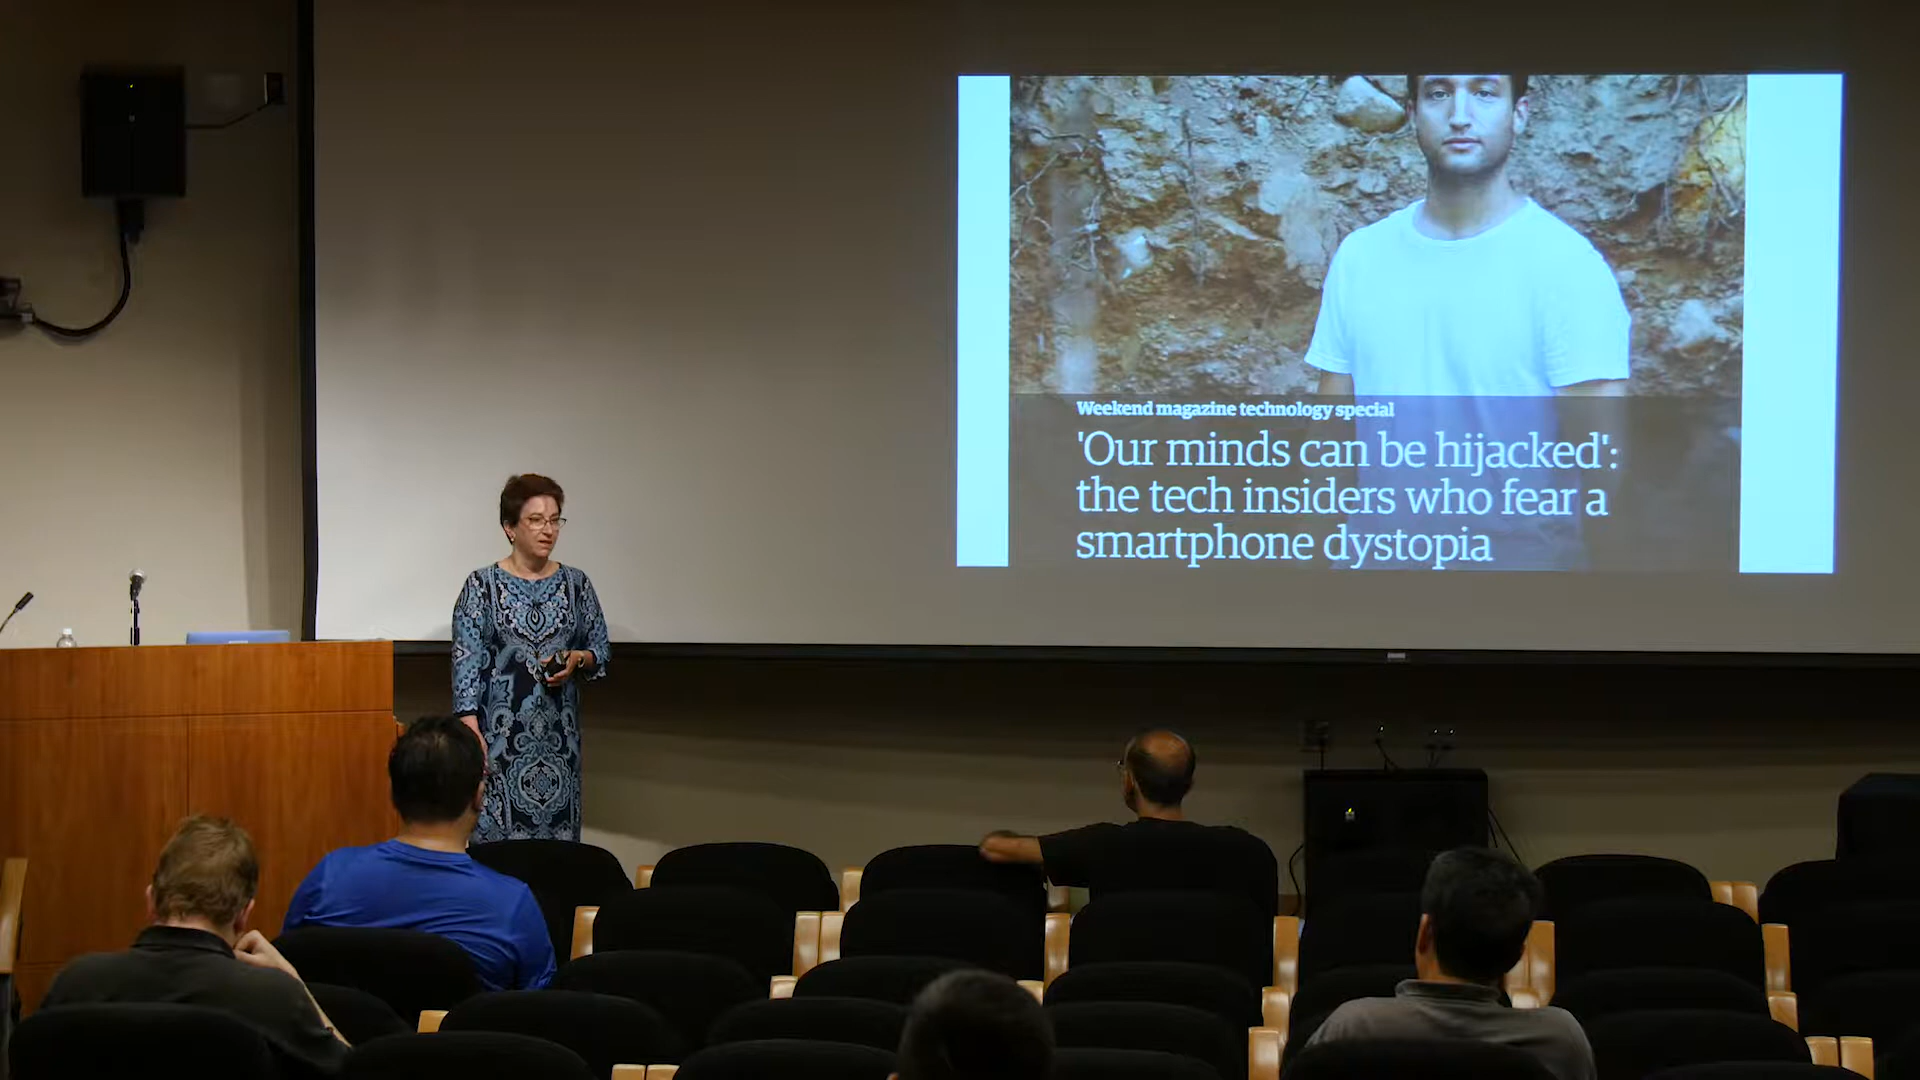 Weekend magazine technology special
'Our minds can be hijacked':
the tech insiders who fear a
smartphone dystopia